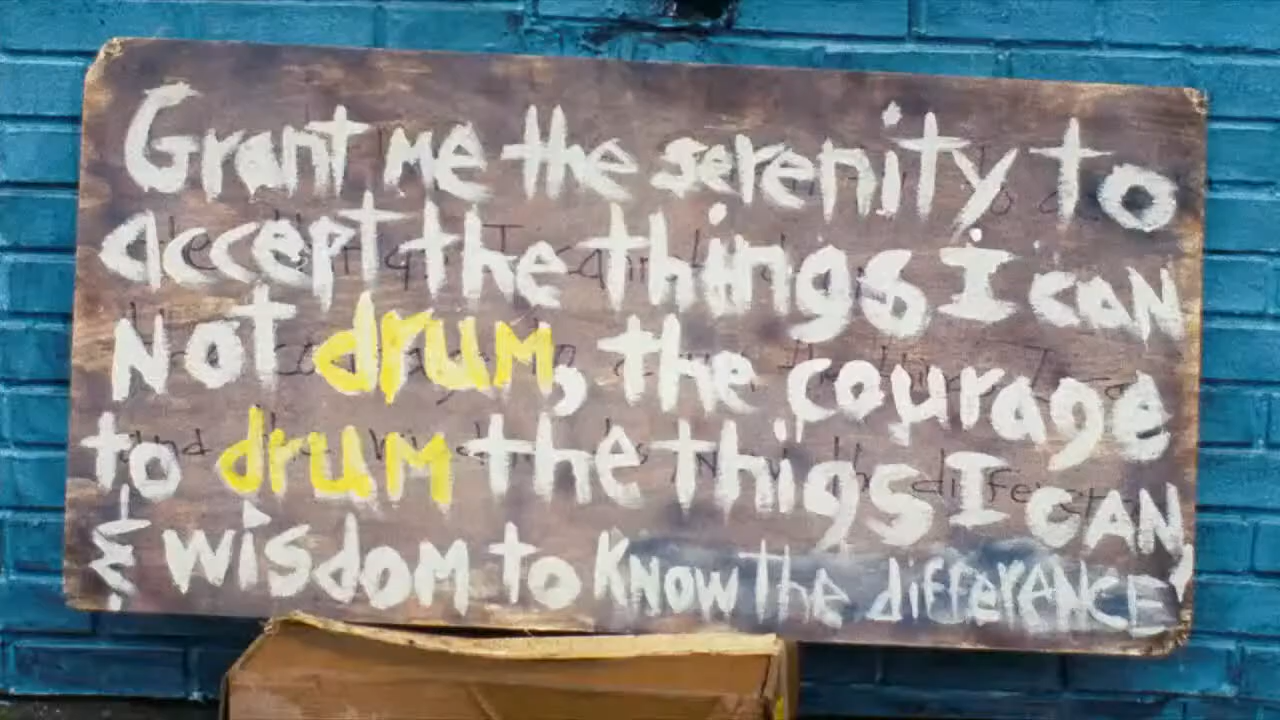 Grant me the serenity to
accept the things I can
Not drum, the courage
to drum the thigs I CAN,
& wisdom to know the difference